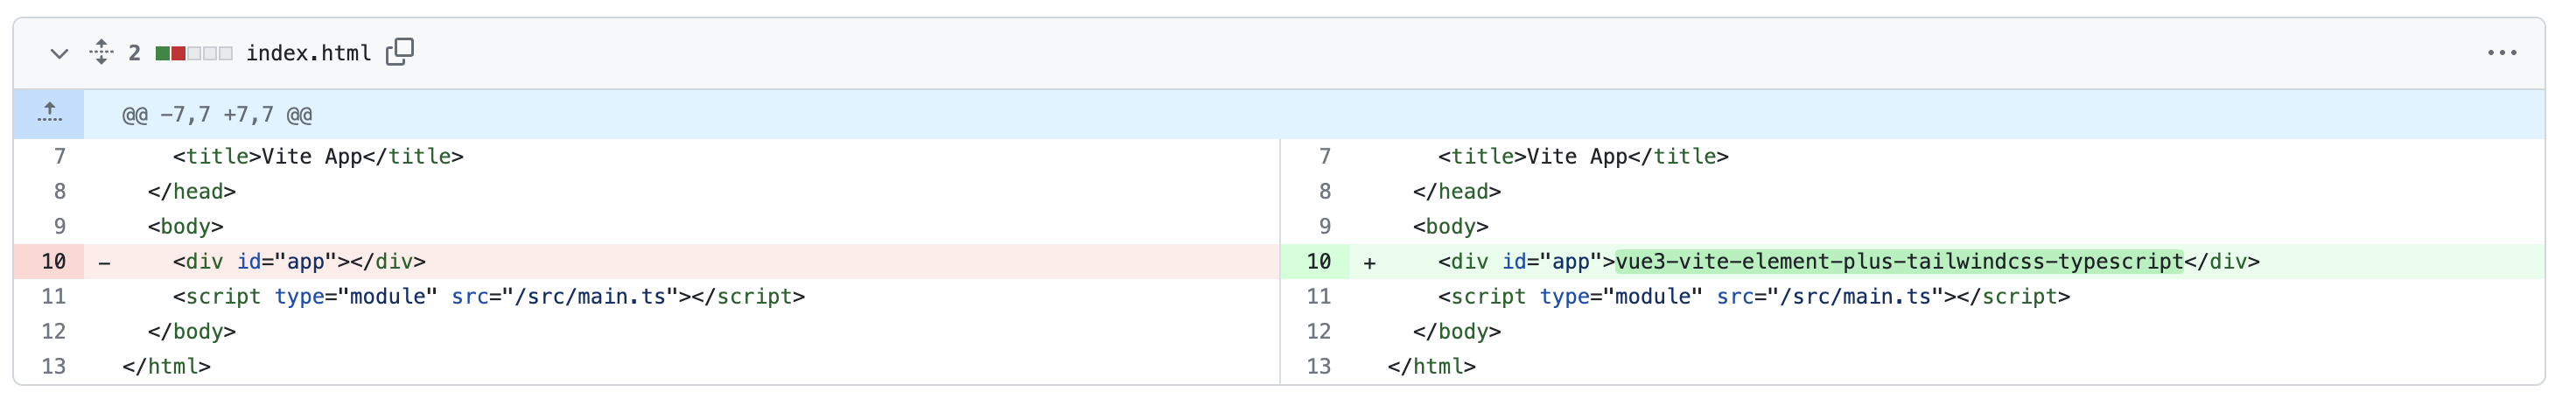 2 index.html
@@ -7,7 +7,7 @@
7 <title>Vite App</title>
8 </head>
9 <body>
10 - <div id="app"></div>
11 <script type="module" src="/src/main.ts"></script>
12 </body>
13 </html>
7 <title>Vite App</title>
8 </head>
9 <body>
10 + <div id="app">vue3-vite-element-plus-tailwindcss-typescript</div>
11 <script type="module" src="/src/main.ts"></script>
12 </body>
13 </html>